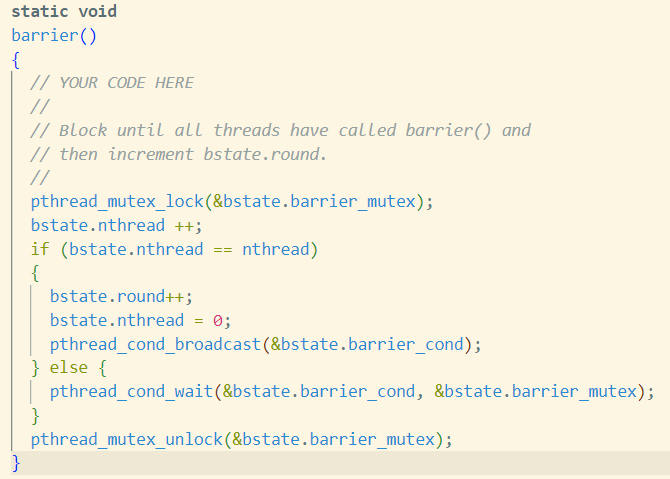 static void
barrier()
{
  // YOUR CODE HERE
  //
  // Block until all threads have called barrier() and
  // then increment bstate.round.
  //
  pthread_mutex_lock(&bstate.barrier_mutex);
  bstate.nthread ++;
  if (bstate.nthread == nthread)
  {
    bstate.round++;
    bstate.nthread = 0;
    pthread_cond_broadcast(&bstate.barrier_cond);
  } else {
    pthread_cond_wait(&bstate.barrier_cond, &bstate.barrier_mutex);
  }
  pthread_mutex_unlock(&bstate.barrier_mutex);
}